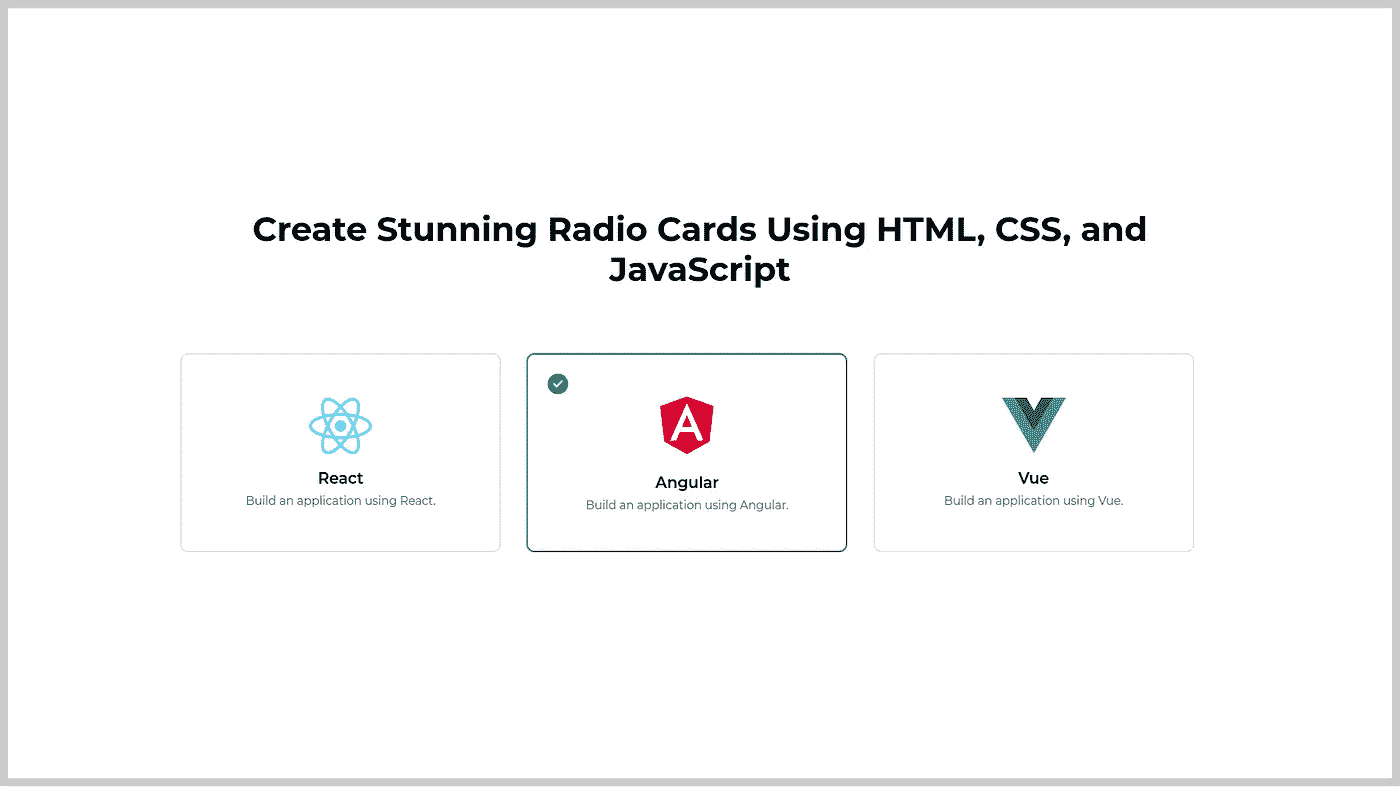 Create Stunning Radio Cards Using HTML, CSS, and
JavaScript
React
Build an application using React.
Angular
Build an application using Angular.
Vue
Build an application using Vue.